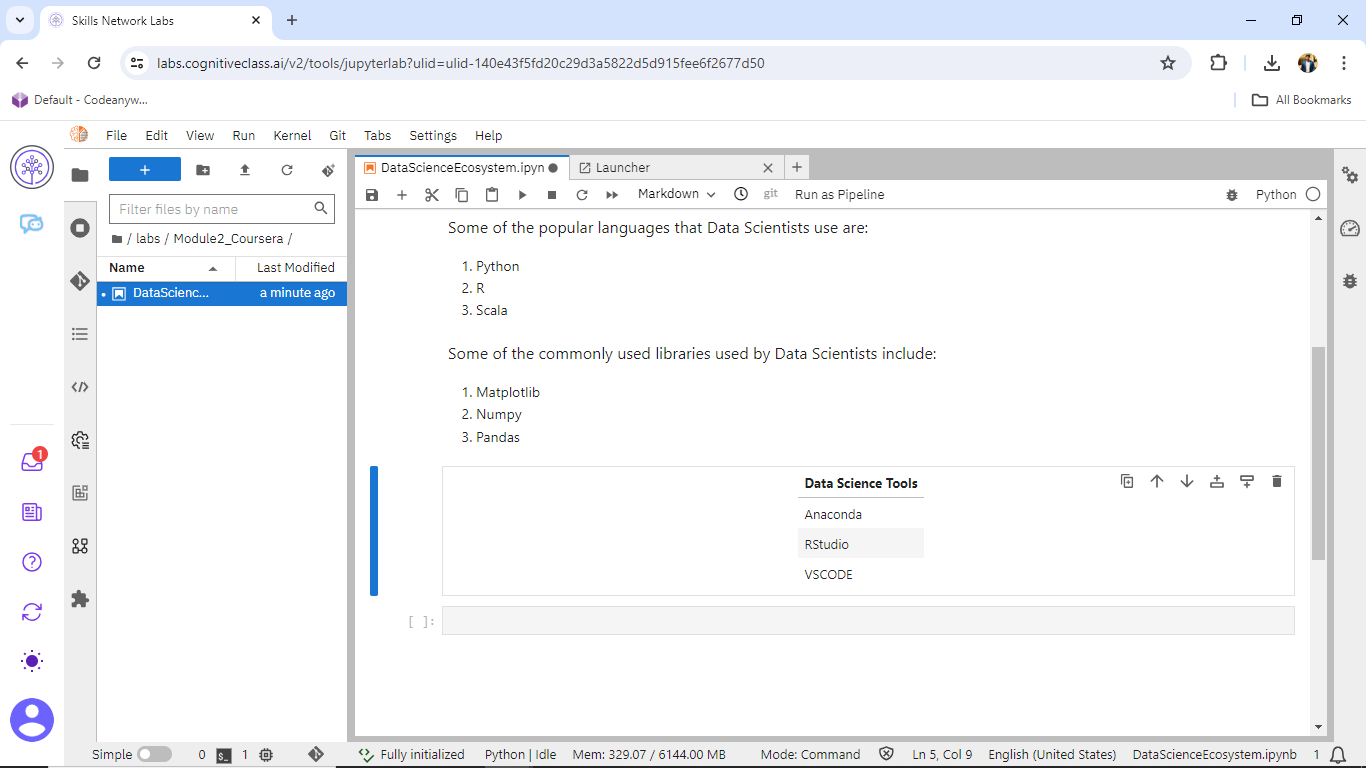 Skills Network Labs
labs.cognitiveclass.ai/v2/tools/jupyterlab?ulid=ulid-140e43f5fd20c29d3a5822d5d915fee6f2677d50
Default - Codeanyw...
All Bookmarks
File Edit View Run Kernel Git Tabs Settings Help
DataScienceEcosystem.ipyn
Launcher
Markdown
git
Run as Pipeline
Python
Filter files by name
/ labs / Module2_Coursera /
Name Last Modified
DataScienc... a minute ago
Some of the popular languages that Data Scientists use are:
1. Python
2. R
3. Scala
Some of the commonly used libraries used by Data Scientists include:
1. Matplotlib
2. Numpy
3. Pandas
Data Science Tools
Anaconda
RStudio
VSCODE
[ ]:
1
Simple 0 $_ 1 Fully initialized Python | Idle Mem: 329.07 / 6144.00 MB Mode: Command Ln 5, Col 9 English (United States) DataScienceEcosystem.ipynb 1